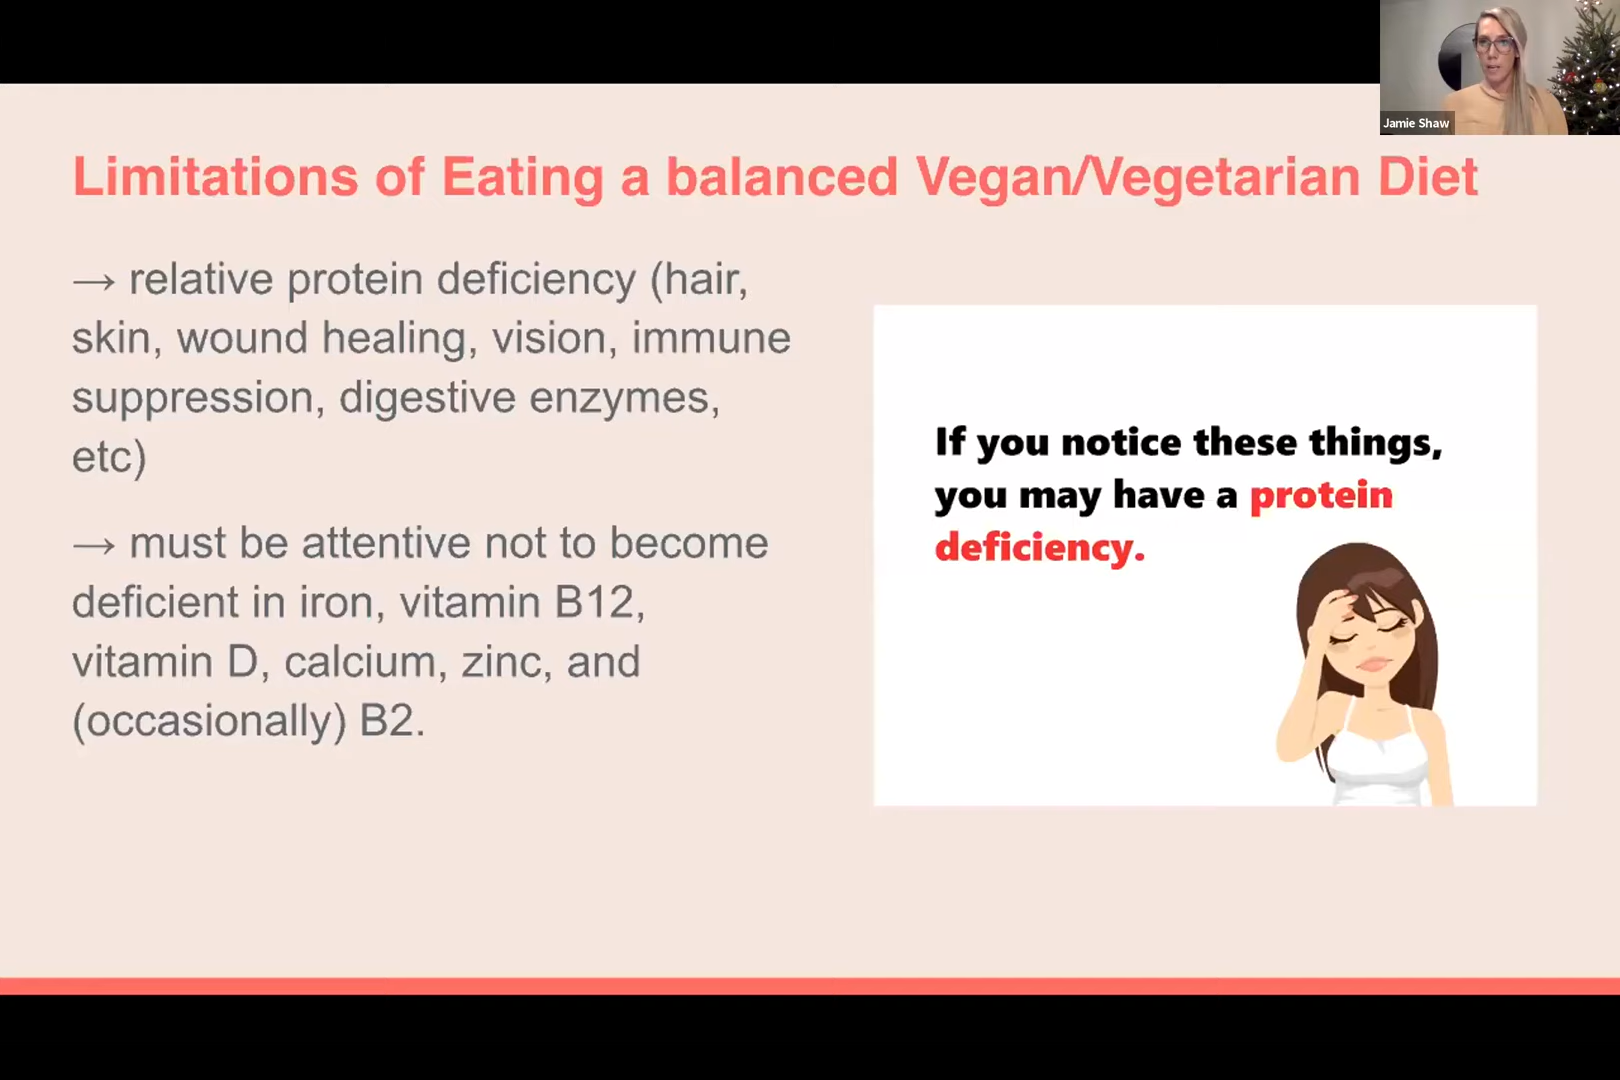 Jamie Shaw
Limitations of Eating a balanced Vegan/Vegetarian Diet
→ relative protein deficiency (hair,
skin, wound healing, vision, immune
suppression, digestive enzymes,
etc)
→ must be attentive not to become
deficient in iron, vitamin B12,
vitamin D, calcium, zinc, and
(occasionally) B2.
If you notice these things,
you may have a protein
deficiency.